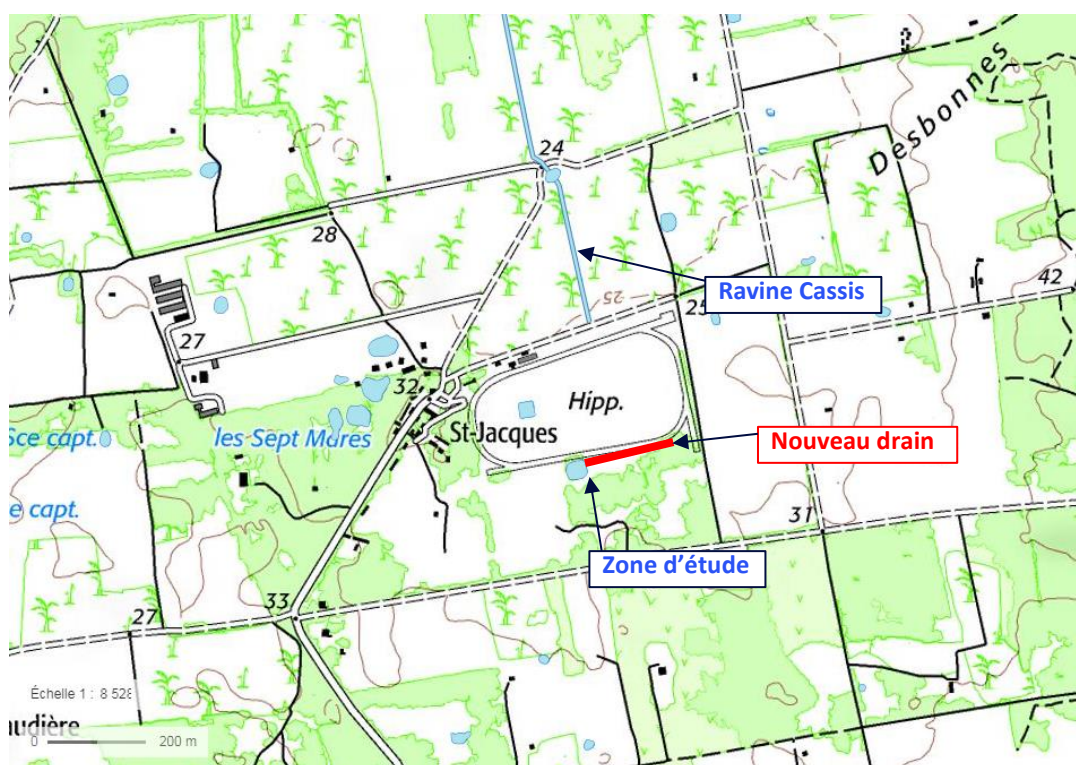 Desbonnes
24
28
Ravine Cassis
25
25
42
27
32
Hipp.
Sce capt.
les Sept Mares
St-Jacques
Nouveau drain
e capt.
31
Zone d'étude
33
27
Échelle 1 : 8 528
audière
0 200 m